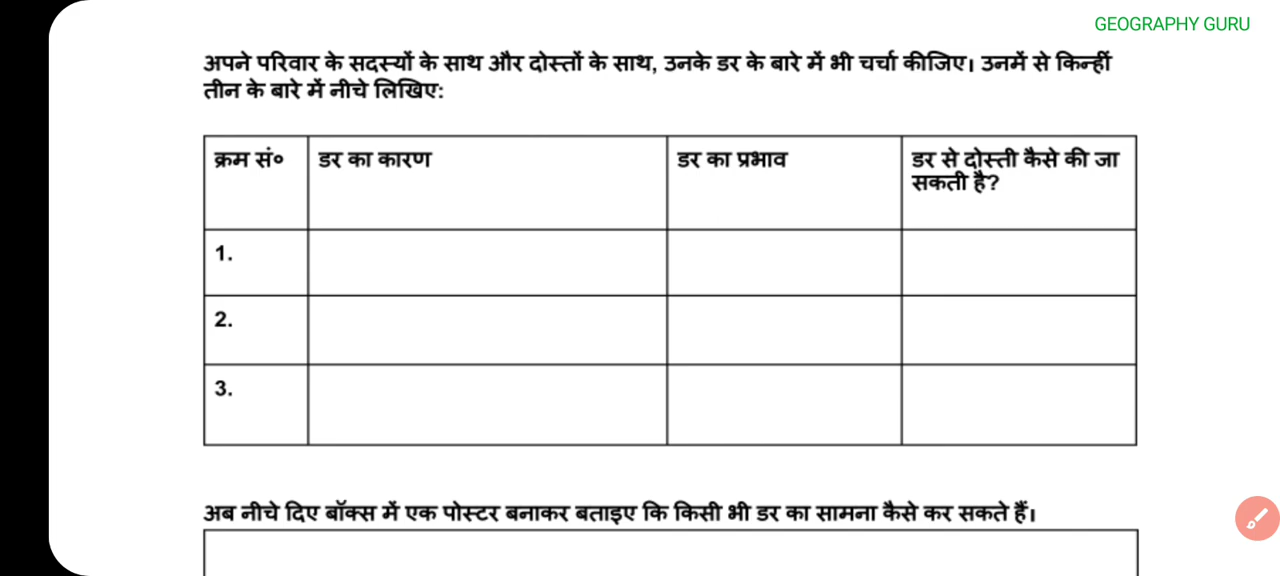 GEOGRAPHY GURU
अपने परिवार के सदस्यों के साथ और दोस्तों के साथ, उनके डर के बारे में भी चर्चा कीजिए। उनमें से किन्हीं
तीन के बारे में नीचे लिखिए:
क्रम सं० डर का कारण डर का प्रभाव डर से दोस्ती कैसे की जा
सकती है?
1.
2.
3.
अब नीचे दिए बॉक्स में एक पोस्टर बनाकर बताइए कि किसी भी डर का सामना कैसे कर सकते हैं।